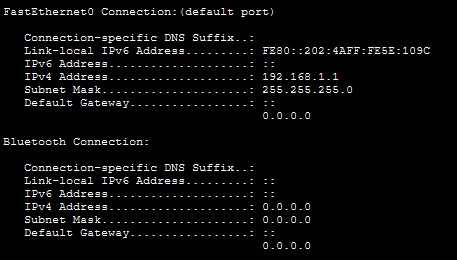 FastEthernet0 Connection:(default port)
Connection-specific DNS Suffix..:
Link-local IPv6 Address.........: FE80::202:4AFF:FE5E:109C
IPv6 Address....................: ::
IPv4 Address....................: 192.168.1.1
Subnet Mask.....................: 255.255.255.0
Default Gateway.................: ::
0.0.0.0
Bluetooth Connection:
Connection-specific DNS Suffix..:
Link-local IPv6 Address.........: ::
IPv6 Address....................: ::
IPv4 Address....................: 0.0.0.0
Subnet Mask.....................: 0.0.0.0
Default Gateway.................: ::
0.0.0.0